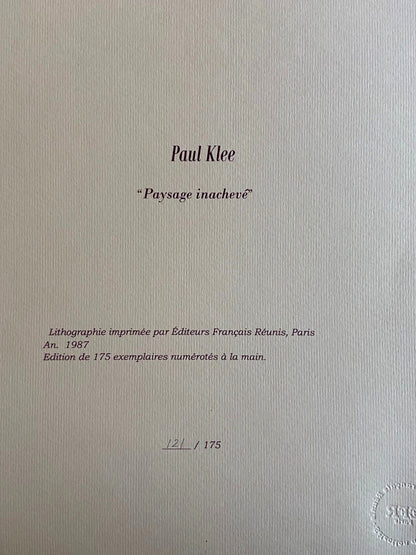 Paul Klee
“Paysage inachevé”
Lithographie imprimée par Éditeurs Français Réunis, Paris
An. 1987
Edition de 175 exemplaires numérotés à la main.
121 / 175